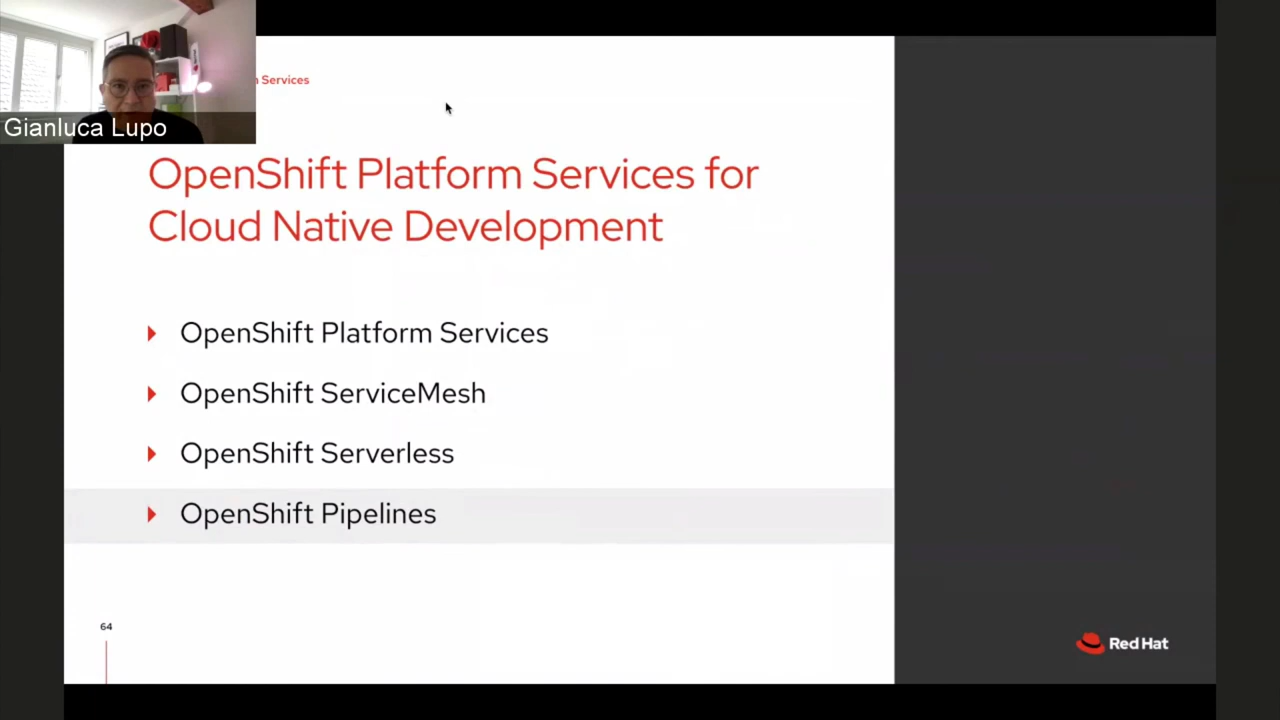 Services
Gianluca Lupo
OpenShift Platform Services for
Cloud Native Development
OpenShift Platform Services
OpenShift ServiceMesh
OpenShift Serverless
OpenShift Pipelines
64
Red Hat